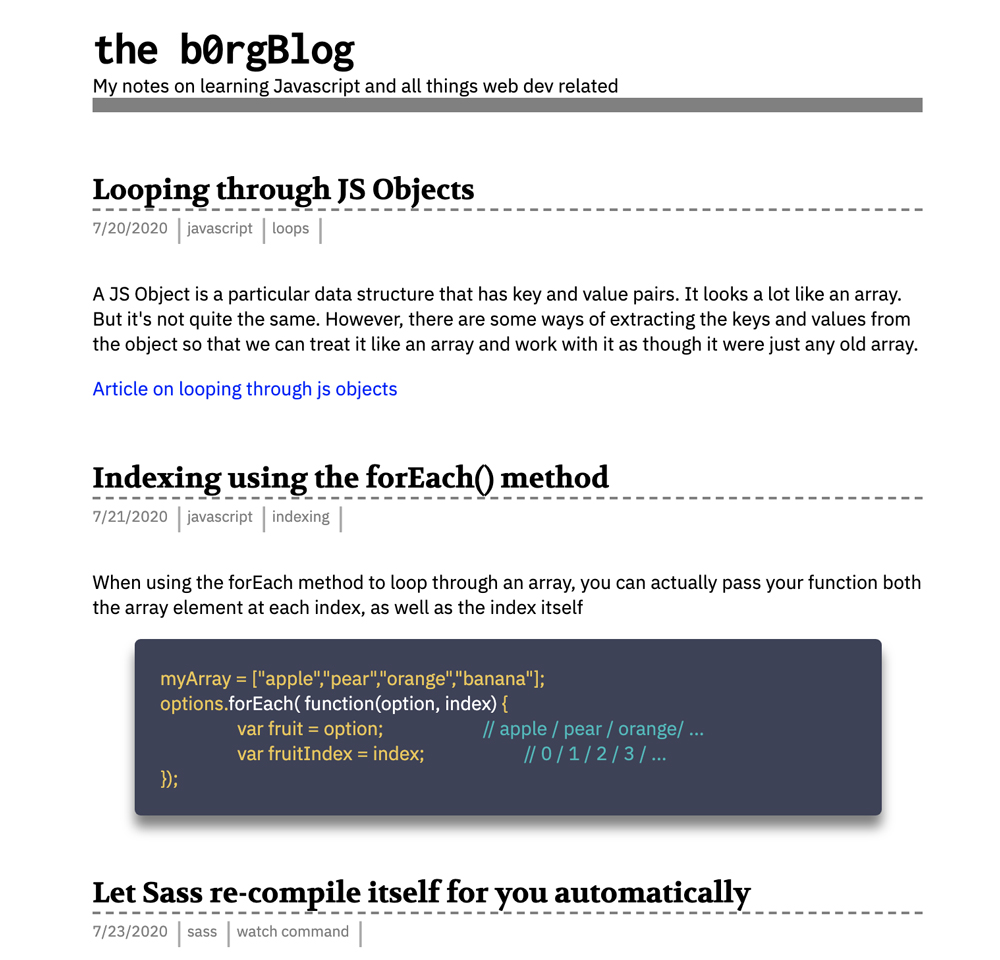 the b0rgBlog
My notes on learning Javascript and all things web dev related
Looping through JS Objects
7/20/2020 | javascript | loops |
A JS Object is a particular data structure that has key and value pairs. It looks a lot like an array.
But it's not quite the same. However, there are some ways of extracting the keys and values from
the object so that we can treat it like an array and work with it as though it were just any old array.
Article on looping through js objects
Indexing using the forEach() method
7/21/2020 | javascript | indexing |
When using the forEach method to loop through an array, you can actually pass your function both
the array element at each index, as well as the index itself
myArray = ["apple","pear","orange","banana"];
options.forEach( function(option, index) {
var fruit = option; // apple / pear / orange/ ...
var fruitIndex = index; // 0 / 1 / 2 / 3 / ...
});
Let Sass re-compile itself for you automatically
7/23/2020 | sass | watch command |